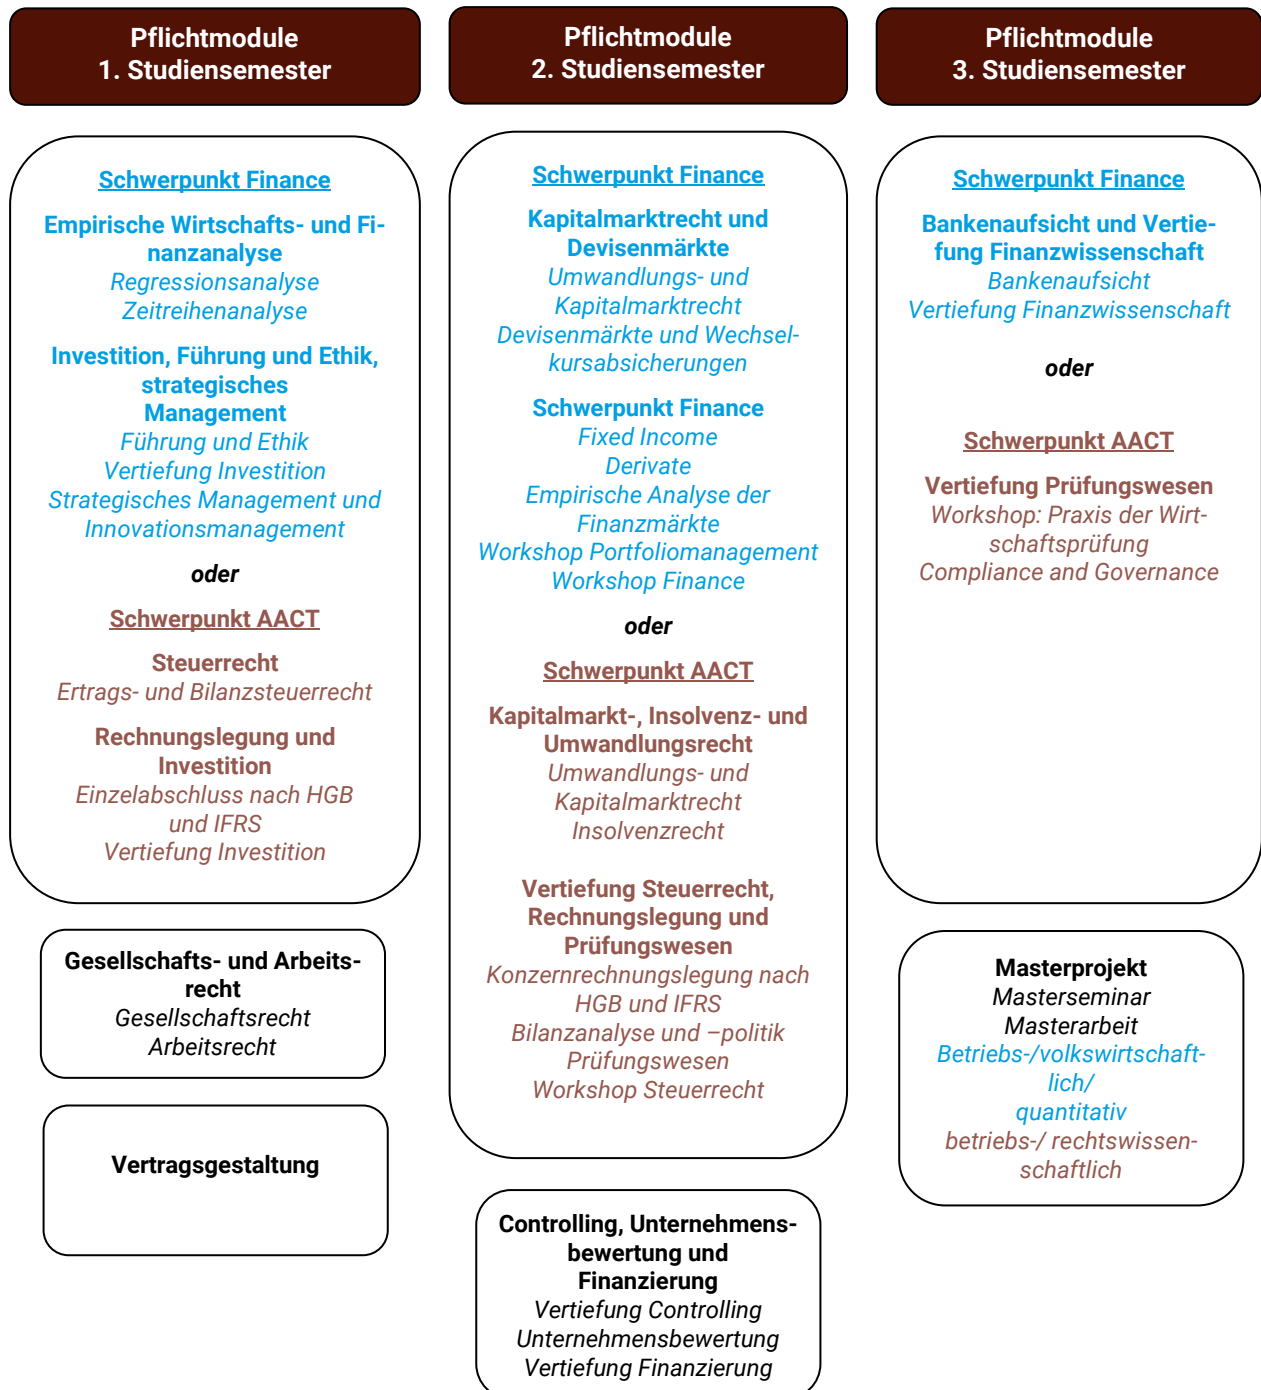 Pflichtmodule
1. Studiensemester
Schwerpunkt Finance
Empirische Wirtschafts- und Fi-
nanzanalyse
Regressionsanalyse
Zeitreihenanalyse
Investition, Führung und Ethik,
strategisches
Management
Führung und Ethik
Vertiefung Investition
Strategisches Management und
Innovationsmanagement
oder
Schwerpunkt AACT
Steuerrecht
Ertrags- und Bilanzsteuerrecht
Rechnungslegung und
Investition
Einzelabschluss nach HGB
und IFRS
Vertiefung Investition
Gesellschafts- und Arbeits-
recht
Gesellschaftsrecht
Arbeitsrecht
Vertragsgestaltung
Pflichtmodule
2. Studiensemester
Schwerpunkt Finance
Kapitalmarktrecht und
Devisenmärkte
Umwandlungs- und
Kapitalmarktrecht
Devisenmärkte und Wechsel-
kursabsicherungen
Schwerpunkt Finance
Fixed Income
Derivate
Empirische Analyse der
Finanzmärkte
Workshop Portfoliomanagement
Workshop Finance
oder
Schwerpunkt AACT
Kapitalmarkt-, Insolvenz- und
Umwandlungsrecht
Umwandlungs- und
Kapitalmarktrecht
Insolvenzrecht
Vertiefung Steuerrecht,
Rechnungslegung und
Prüfungswesen
Konzernrechnungslegung nach
HGB und IFRS
Bilanzanalyse und –politik
Prüfungswesen
Workshop Steuerrecht
Controlling, Unternehmens-
bewertung und
Finanzierung
Vertiefung Controlling
Unternehmensbewertung
Vertiefung Finanzierung
Pflichtmodule
3. Studiensemester
Schwerpunkt Finance
Bankenaufsicht und Vertie-
fung Finanzwissenschaft
Bankenaufsicht
Vertiefung Finanzwissenschaft
oder
Schwerpunkt AACT
Vertiefung Prüfungswesen
Workshop: Praxis der Wirt-
schaftsprüfung
Compliance and Governance
Masterprojekt
Masterseminar
Masterarbeit
Betriebs-/volkswirtschaft-
lich/
quantitativ
betriebs-/ rechtswissen-
schaftlich